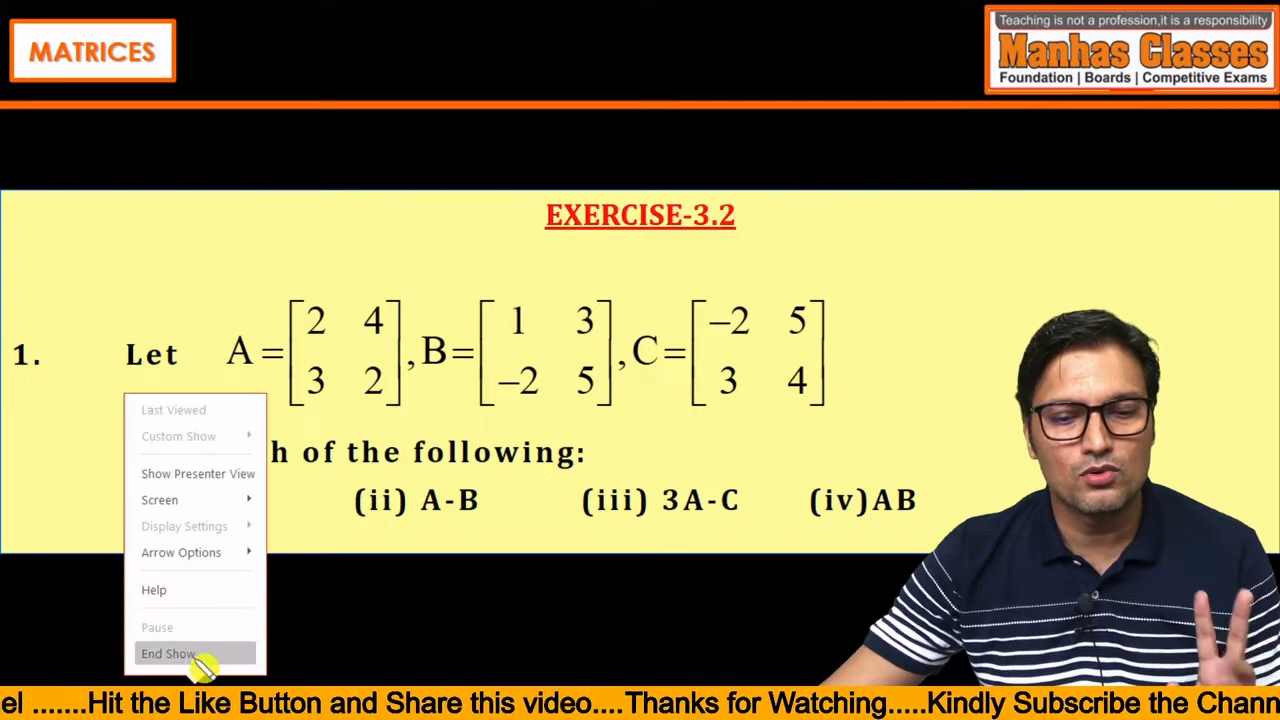 MATRICES
Teaching is not a profession,it is a responsibility
Manhas Classes
Foundation | Boards | Competitive Exams
EXERCISE-3.2
1. Let A = [2 4 3 2] , B = [1 3 –2 5] , C = [–2 5 3 4]
h of the following:
(ii) A-B (iii) 3A-C (iv)AB
Last Viewed
Custom Show
Show Presenter View
Screen
Display Settings
Arrow Options
Help
Pause
End Show
el .......Hit the Like Button and Share this video....Thanks for Watching.....Kindly Subscribe the Chann